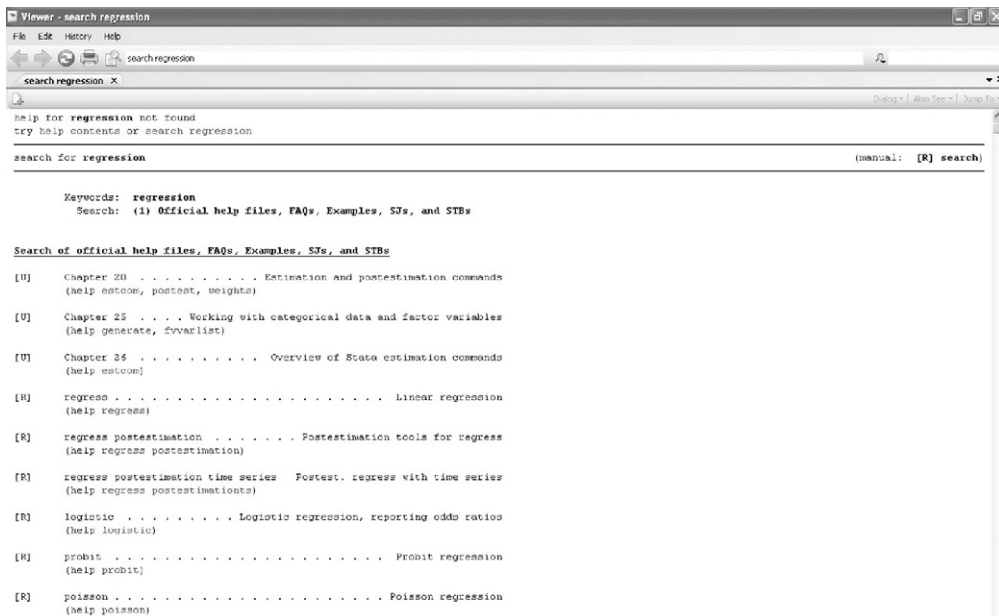 Viewer - search regression
File Edit History Help
search regression
search regression X
Dialog Also See Jump To
help for regression not found
try help contents or search regression
search for regression (manual: [R] search)
Keywords: regression
Search: (1) Official help files, FAQs, Examples, SJs, and STBs
Search of official help files, FAQs, Examples, SJs, and STBs
[U] Chapter 20 . . . . . . . . . . Estimation and postestimation commands
(help estcom, postest, weights)
[U] Chapter 25 . . . . Working with categorical data and factor variables
(help generate, fvvarlist)
[U] Chapter 26 . . . . . . . . . . Overview of Stata estimation commands
(help estcom)
[R] regress . . . . . . . . . . . . . . . . . . . . . . . Linear regression
(help regress)
[R] regress postestimation . . . . . . . Postestimation tools for regress
(help regress postestimation)
[R] regress postestimation time series Postest. regress with time series
(help regress postestimationts)
[R] logistic . . . . . . . . . Logistic regression, reporting odds ratios
(help logistic)
[R] probit . . . . . . . . . . . . . . . . . . . . . . . Probit regression
(help probit)
[R] poisson . . . . . . . . . . . . . . . . . . . . . . . Poisson regression
(help poisson)